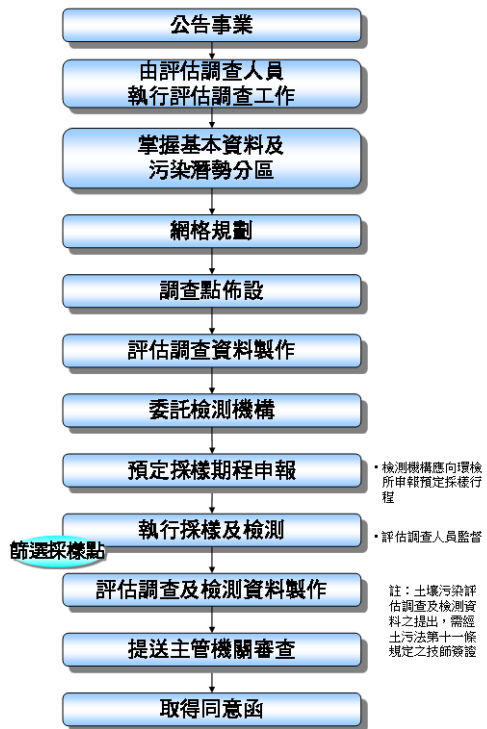 公告事業
由評估調查人員
執行評估調查工作
掌握基本資料及
污染潛勢分區
網格規劃
調查點佈設
評估調查資料製作
委託檢測機構
預定採樣期程申報
・檢測機構應向環檢
所申報預定採樣行
程
執行採樣及檢測
・評估調查人員監督
篩選採樣點
評估調查及檢測資料製作
註：土壤污染評
估調查及檢測資
料之提出，需經
土污法第十一條
規定之技師簽證
提送主管機關審查
取得同意函